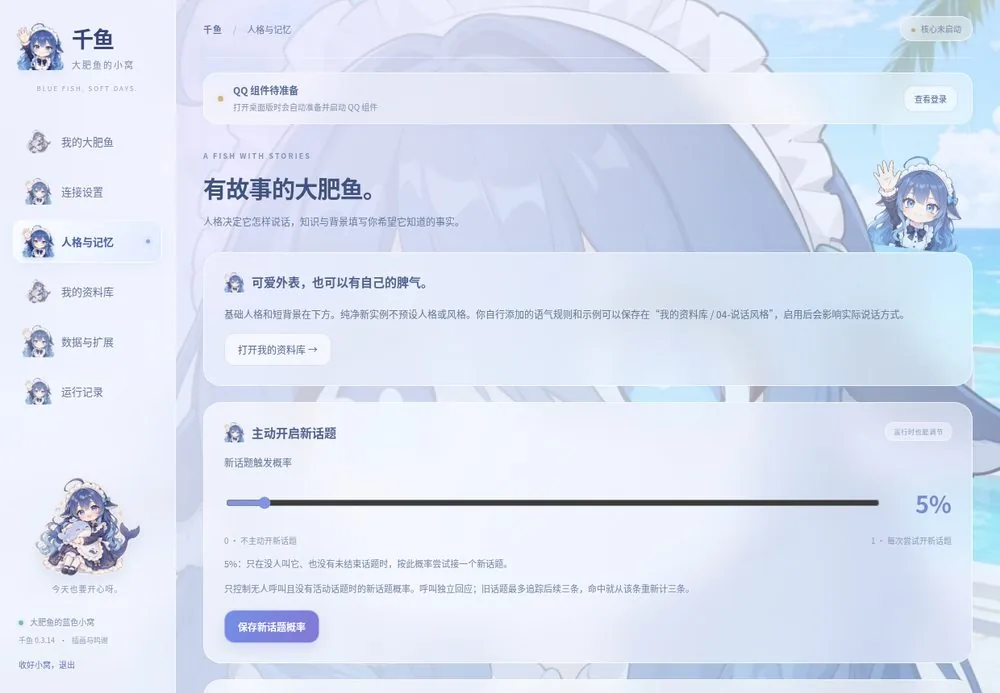 千鱼
大肥鱼的小窝
BLUE FISH, SOFT DAYS.
我的大肥鱼
连接设置
人格与记忆
我的资料库
数据与扩展
运行记录
今天也要开心呀。
大肥鱼的蓝色小窝
千鱼 0.3.14 · 插画与鸣谢
收好小窝，退出
千鱼 / 人格与记忆
核心未启动
QQ 组件待准备
打开桌面版时会自动准备并启动 QQ 组件
查看登录
A FISH WITH STORIES
有故事的大肥鱼。
人格决定它怎样说话，知识与背景填写你希望它知道的事实。
可爱外表，也可以有自己的脾气。
基础人格和短背景在下方。纯净新实例不预设人格或风格。你自行添加的语气规则和示例可以保存在“我的资料库 / 04-说话风格”，启用后会影响实际说话方式。
打开我的资料库 →
主动开启新话题
运行时也能调节
新话题触发概率
5%
0 · 不主动开新话题
1 · 每次尝试开新话题
5%：只在没人叫它、也没有未结束话题时，按此概率尝试接一个新话题。
只控制无人呼叫且没有活动话题时的新话题概率。呼叫独立回应；旧话题最多追踪后续三条，命中就从该条重新计三条。
保存新话题概率